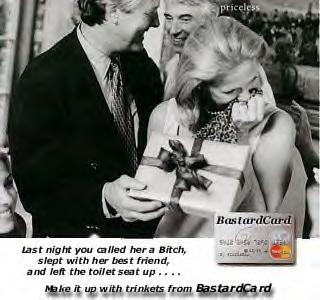 priceless
BastardCard
Last night you called her a Bitch,
slept with her best friend,
and left the toilet seat up . . . .
Make it up with trinkets from BastardCard